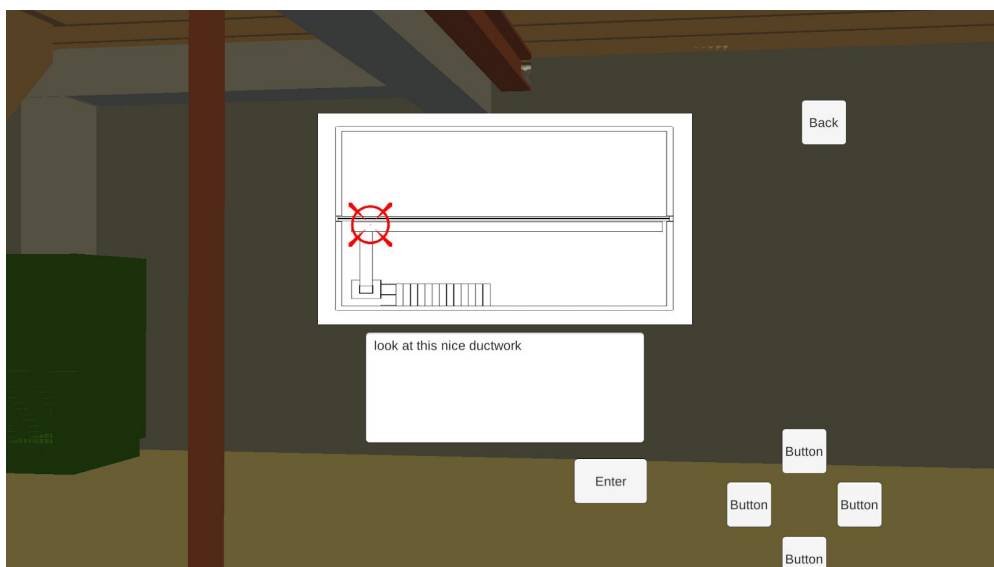 Back
look at this nice ductwork
Enter
Button
Button
Button
Button